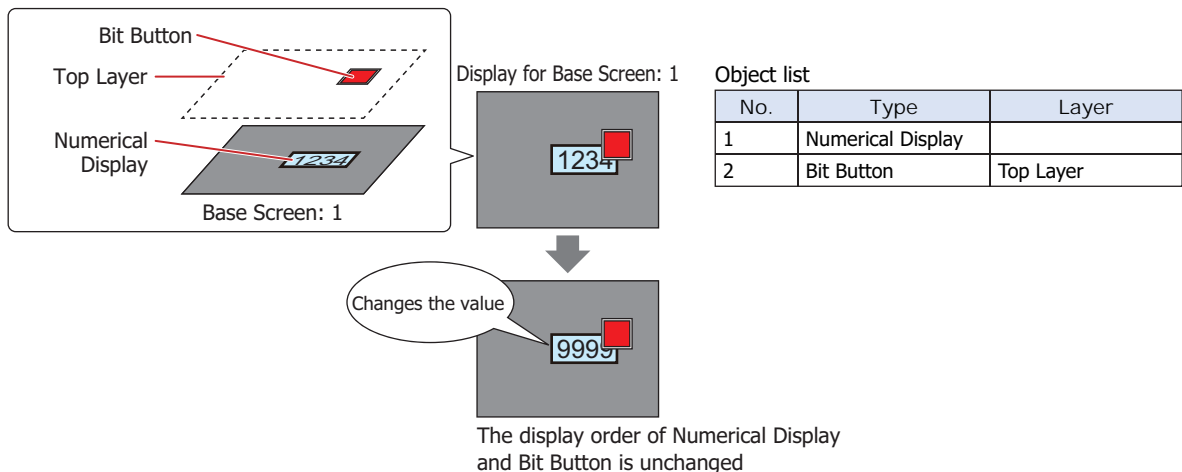 Bit Button
Top Layer
Numerical
Display
1234
Base Screen: 1
Display for Base Screen: 1
1234
Object list
No. Type Layer
1 Numerical Display
2 Bit Button Top Layer
Changes the value
9999
The display order of Numerical Display
and Bit Button is unchanged